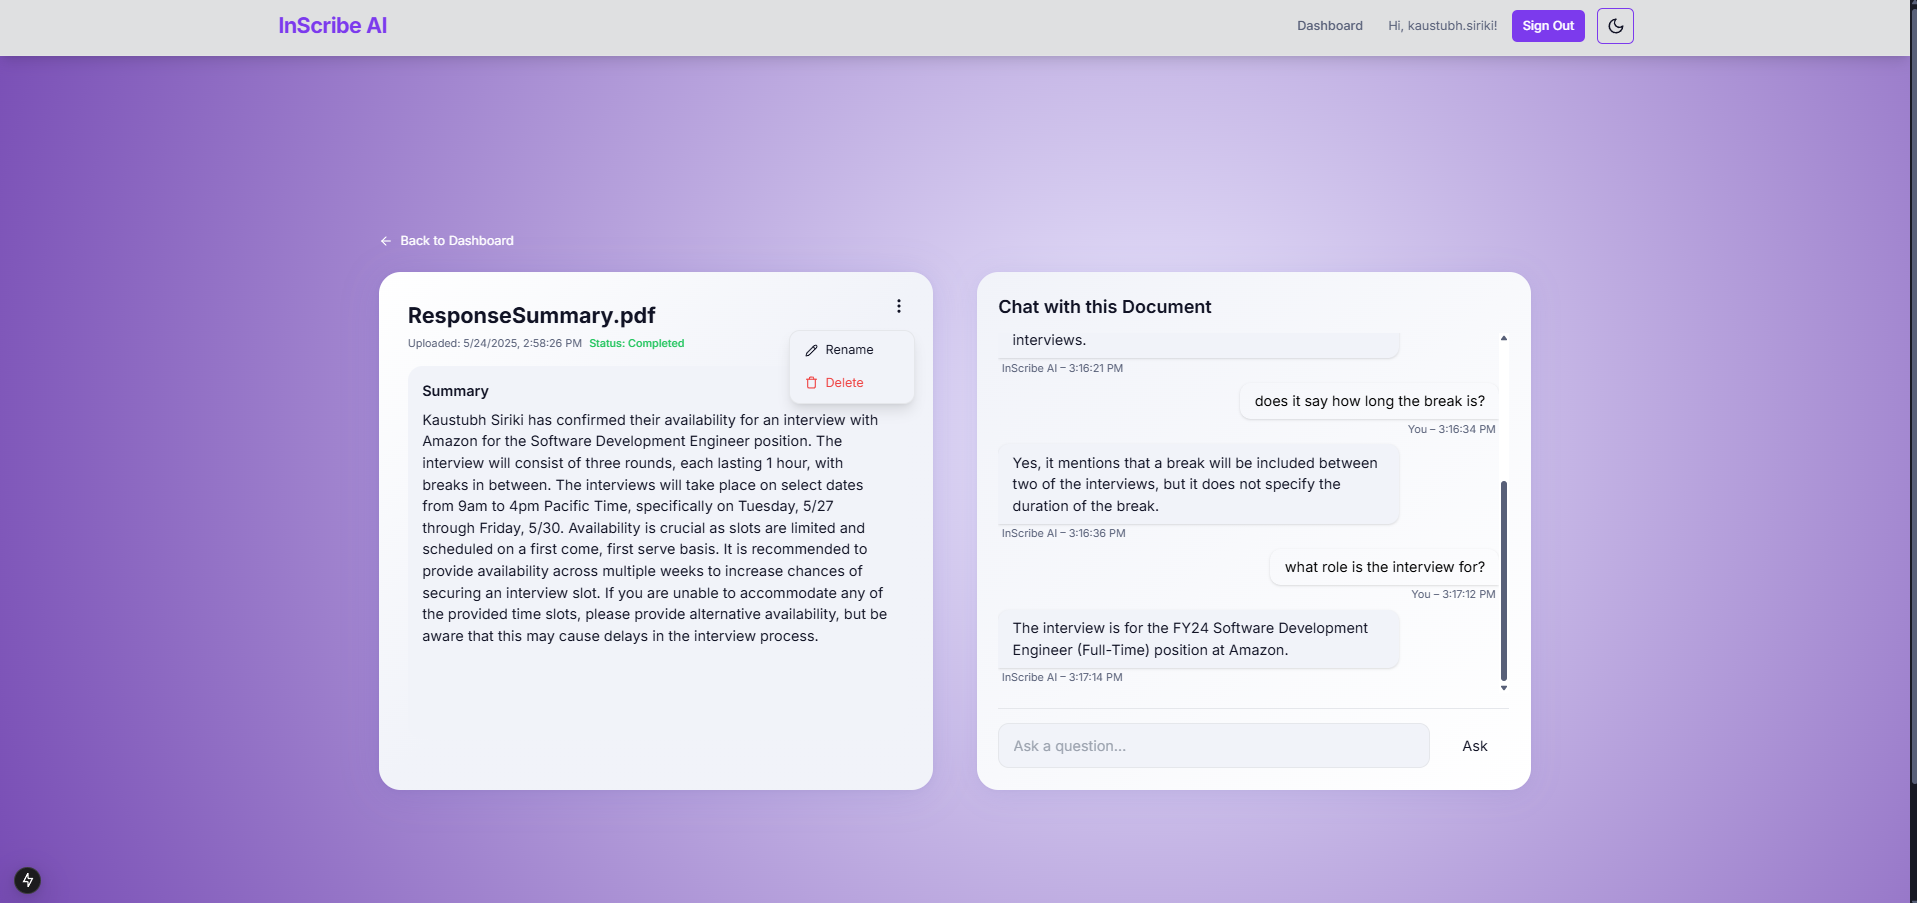 InScribe AI
Dashboard
Hi, kaustubh.siriki!
Sign Out
Back to Dashboard
ResponseSummary.pdf
Uploaded: 5/24/2025, 2:58:26 PM Status: Completed
Rename
Delete
Summary
Kaustubh Siriki has confirmed their availability for an interview with
Amazon for the Software Development Engineer position. The
interview will consist of three rounds, each lasting 1 hour, with
breaks in between. The interviews will take place on select dates
from 9am to 4pm Pacific Time, specifically on Tuesday, 5/27
through Friday, 5/30. Availability is crucial as slots are limited and
scheduled on a first come, first serve basis. It is recommended to
provide availability across multiple weeks to increase chances of
securing an interview slot. If you are unable to accommodate any of
the provided time slots, please provide alternative availability, but be
aware that this may cause delays in the interview process.
Chat with this Document
interviews.
InScribe AI – 3:16:21 PM
does it say how long the break is?
You – 3:16:34 PM
Yes, it mentions that a break will be included between
two of the interviews, but it does not specify the
duration of the break.
InScribe AI – 3:16:36 PM
what role is the interview for?
You – 3:17:12 PM
The interview is for the FY24 Software Development
Engineer (Full-Time) position at Amazon.
InScribe AI – 3:17:14 PM
Ask a question...
Ask